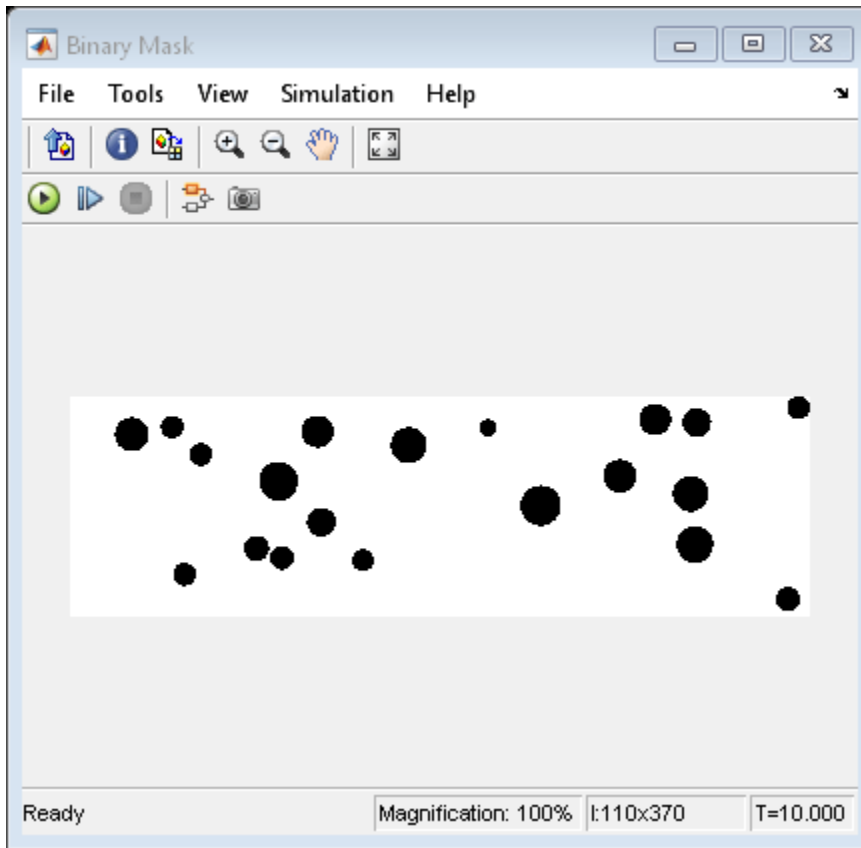 Binary Mask
File Tools View Simulation Help
Ready Magnification: 100% I:110x370 T=10.000